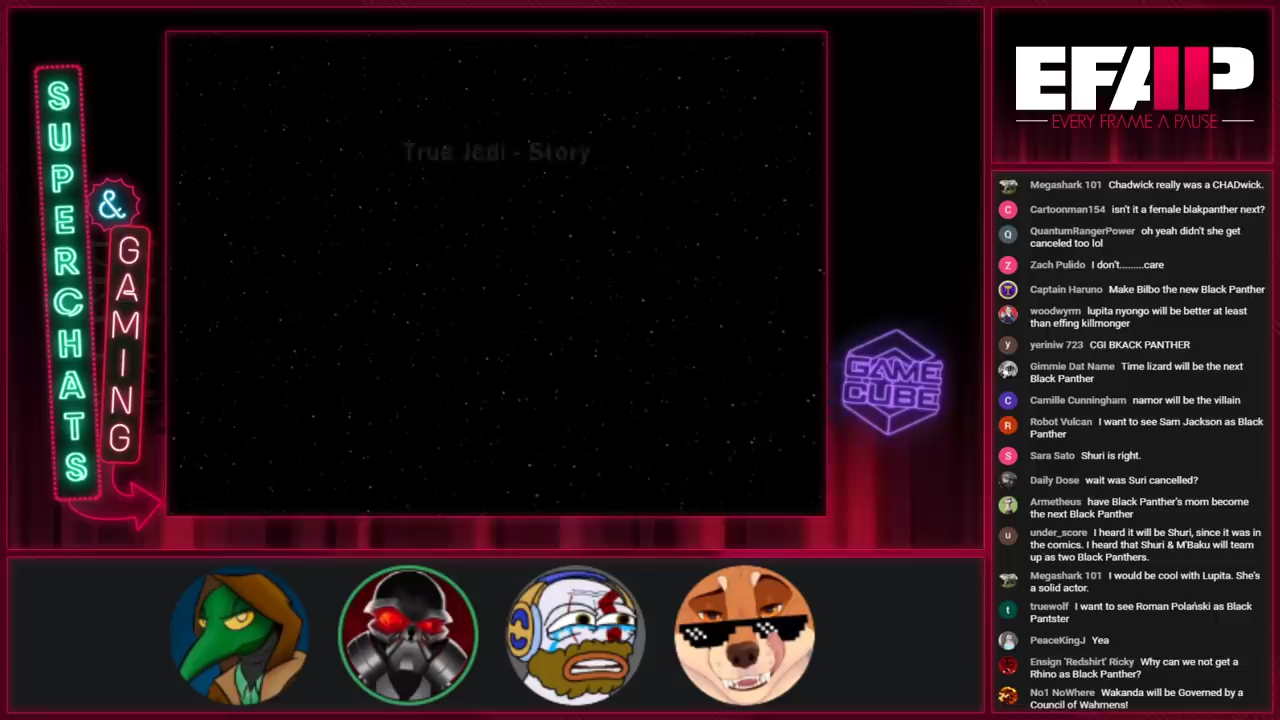 SUPERCHATS
&
GAMING
True Jedi - Story
GAME
CUBE
EFAP
EVERY FRAME A PAUSE
Megashark 101 Chadwick really was a CHADwick.
Cartoonman154 isn't it a female blakpanther next?
QuantumRangerPower oh yeah didn't she get
canceled too lol
Zach Pulido I don't.........care
Captain Haruno Make Bilbo the new Black Panther
woodwyrm lupita nyongo will be better at least
than effing killmonger
yeriniw 723 CGI BKACK PANTHER
Gimmie Dat Name Time lizard will be the next
Black Panther
Camille Cunningham namor will be the villain
Robot Vulcan I want to see Sam Jackson as Black
Panther
Sara Sato Shuri is right.
Daily Dose wait was Suri cancelled?
Armetheus have Black Panther's mom become
the next Black Panther
under_score I heard it will be Shuri, since it was in
the comics. I heard that Shuri & M'Baku will team
up as two Black Panthers.
Megashark 101 I would be cool with Lupita. She's
a solid actor.
truewolf I want to see Roman Polański as Black
Pantster
PeaceKingJ Yea
Ensign 'Redshirt' Ricky Why can we not get a
Rhino as Black Panther?
No1 NoWhere Wakanda will be Governed by a
Council of Wahmens!